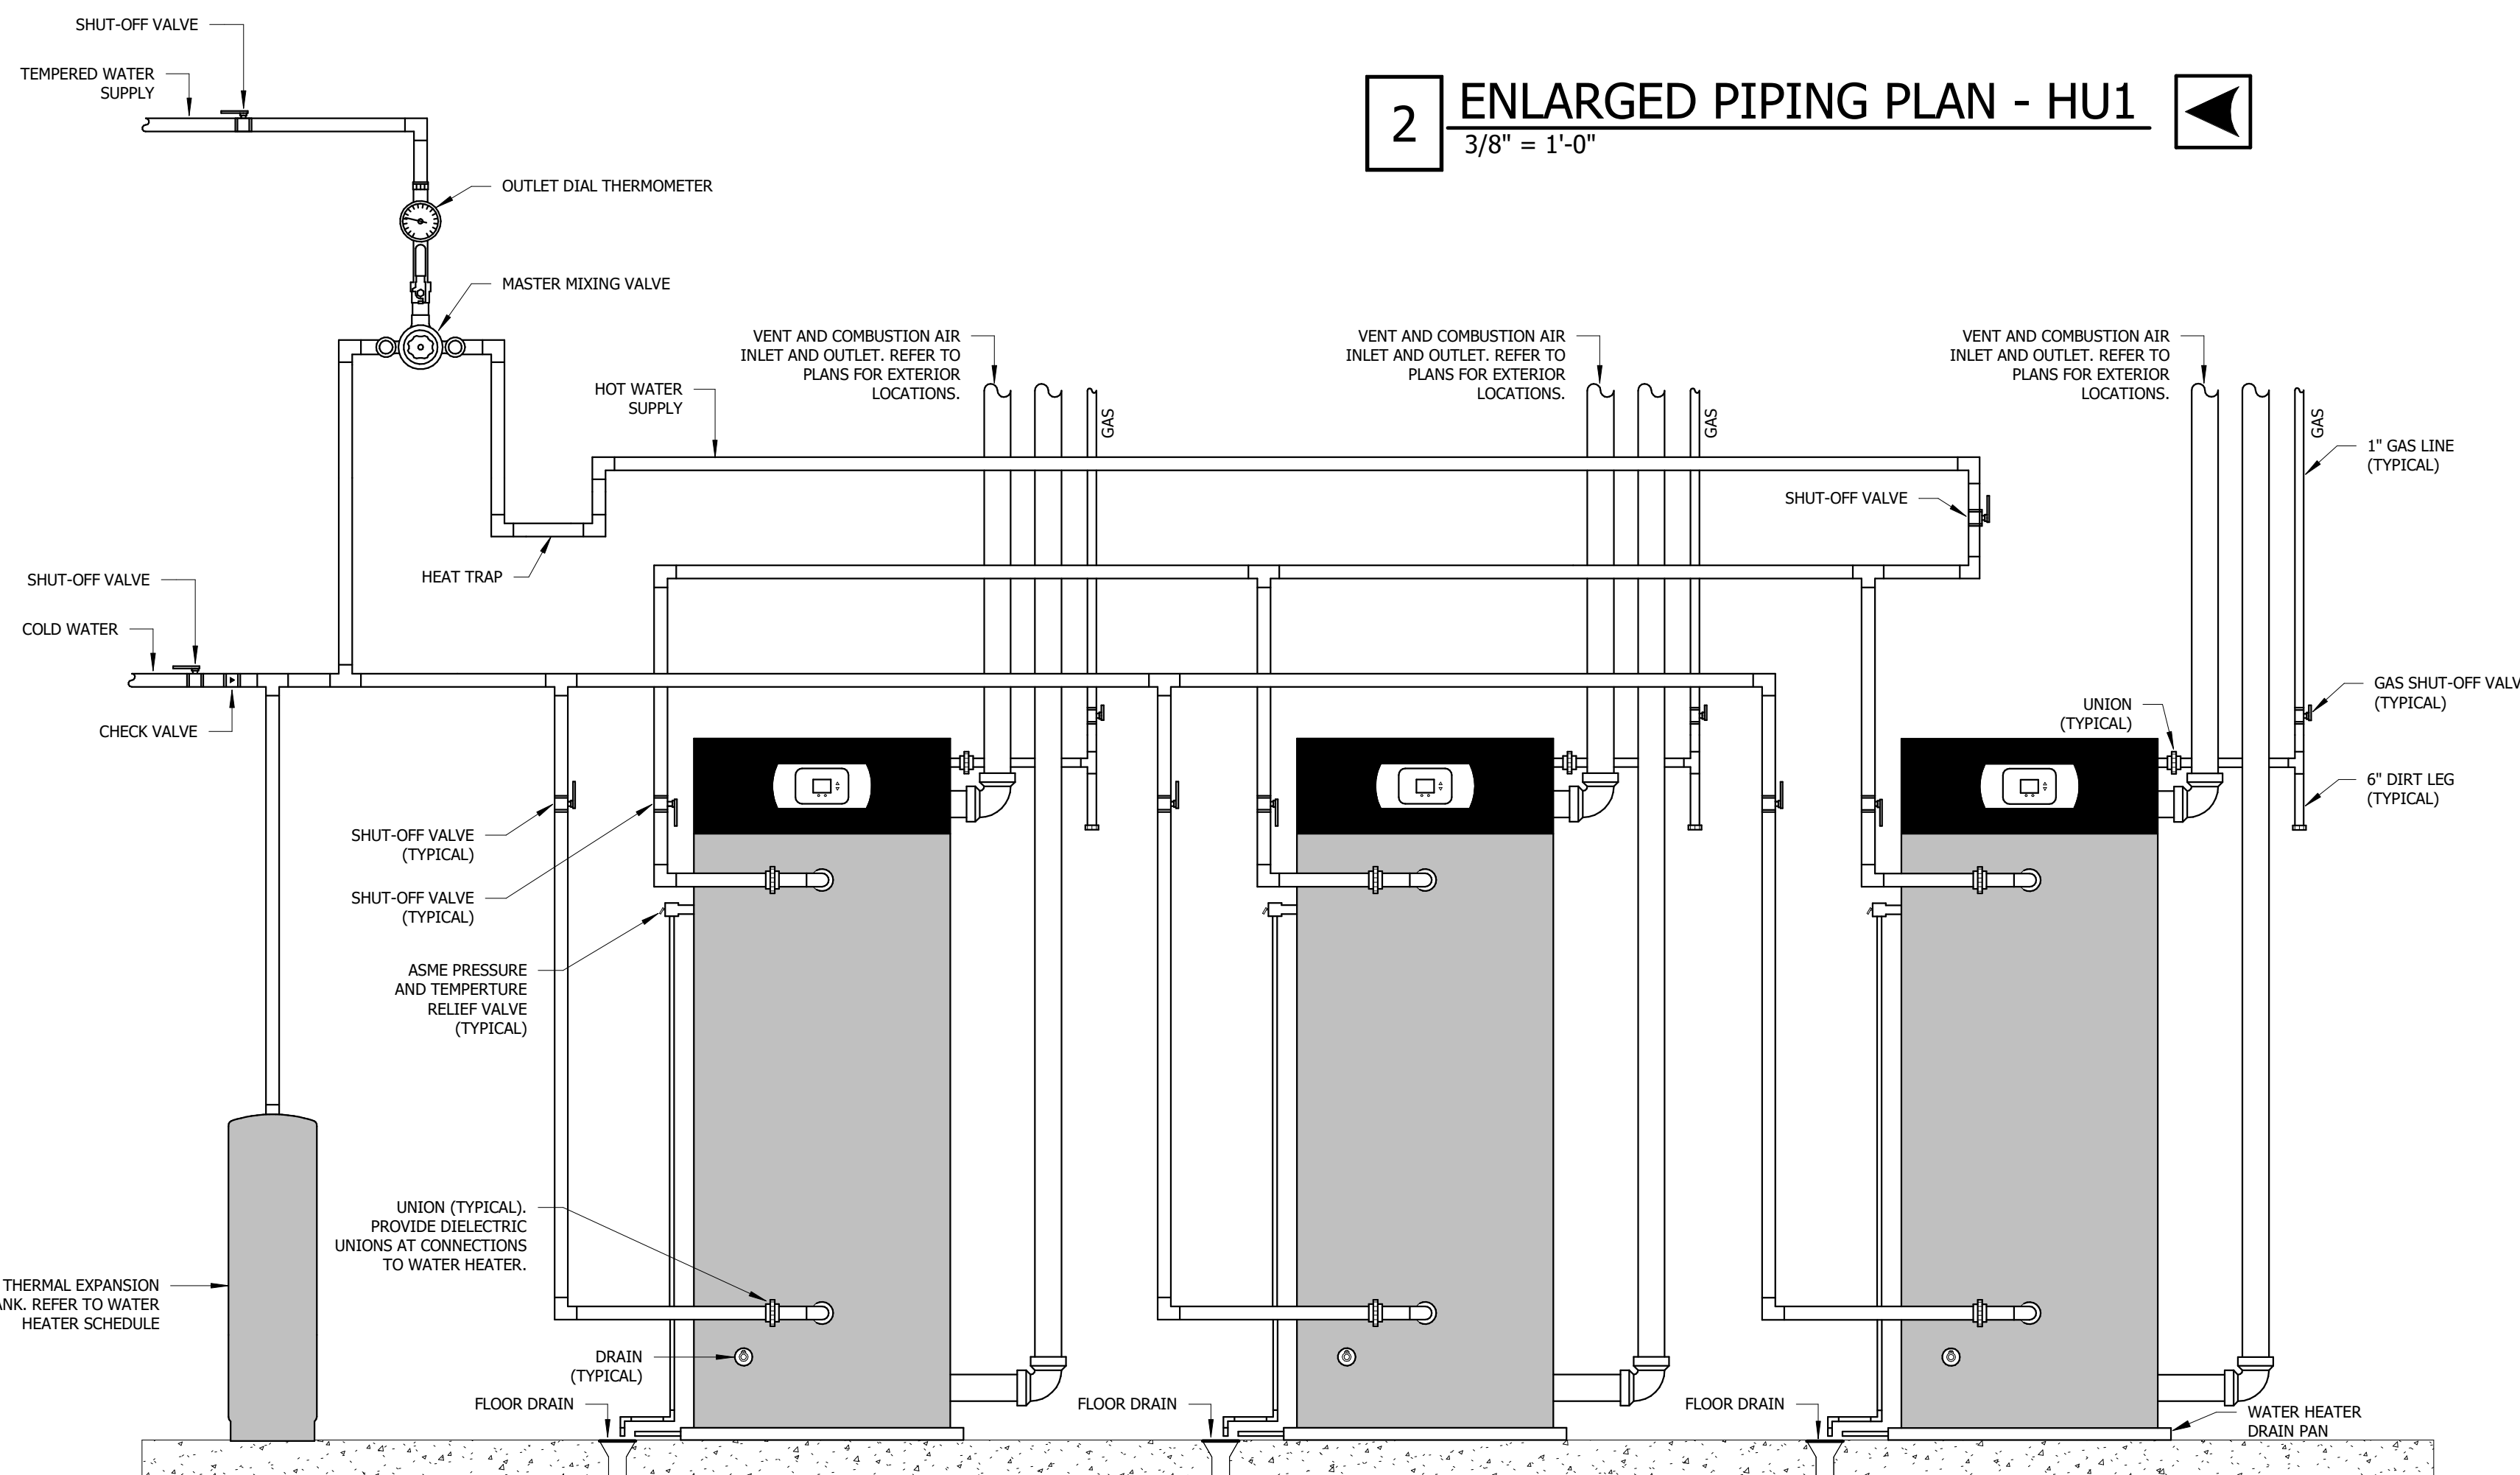 SHUT-OFF VALVE
TEMPERED WATER
SUPPLY
2
ENLARGED PIPING PLAN - HU1
3/8" = 1'-0"
OUTLET DIAL THERMOMETER
MASTER MIXING VALVE
VENT AND COMBUSTION AIR
INLET AND OUTLET. REFER TO
PLANS FOR EXTERIOR
LOCATIONS.
VENT AND COMBUSTION AIR
INLET AND OUTLET. REFER TO
PLANS FOR EXTERIOR
LOCATIONS.
VENT AND COMBUSTION AIR
INLET AND OUTLET. REFER TO
PLANS FOR EXTERIOR
LOCATIONS.
HOT WATER
SUPPLY
GAS
GAS
GAS
1" GAS LINE
(TYPICAL)
SHUT-OFF VALVE
HEAT TRAP
SHUT-OFF VALVE
COLD WATER
CHECK VALVE
UNION
(TYPICAL)
GAS SHUT-OFF VALV
(TYPICAL)
6" DIRT LEG
(TYPICAL)
SHUT-OFF VALVE
(TYPICAL)
SHUT-OFF VALVE
(TYPICAL)
ASME PRESSURE
AND TEMPERTURE
RELIEF VALVE
(TYPICAL)
UNION (TYPICAL).
PROVIDE DIELECTRIC
UNIONS AT CONNECTIONS
TO WATER HEATER.
THERMAL EXPANSION
ANK. REFER TO WATER
HEATER SCHEDULE
DRAIN
(TYPICAL)
FLOOR DRAIN
FLOOR DRAIN
FLOOR DRAIN
WATER HEATER
DRAIN PAN